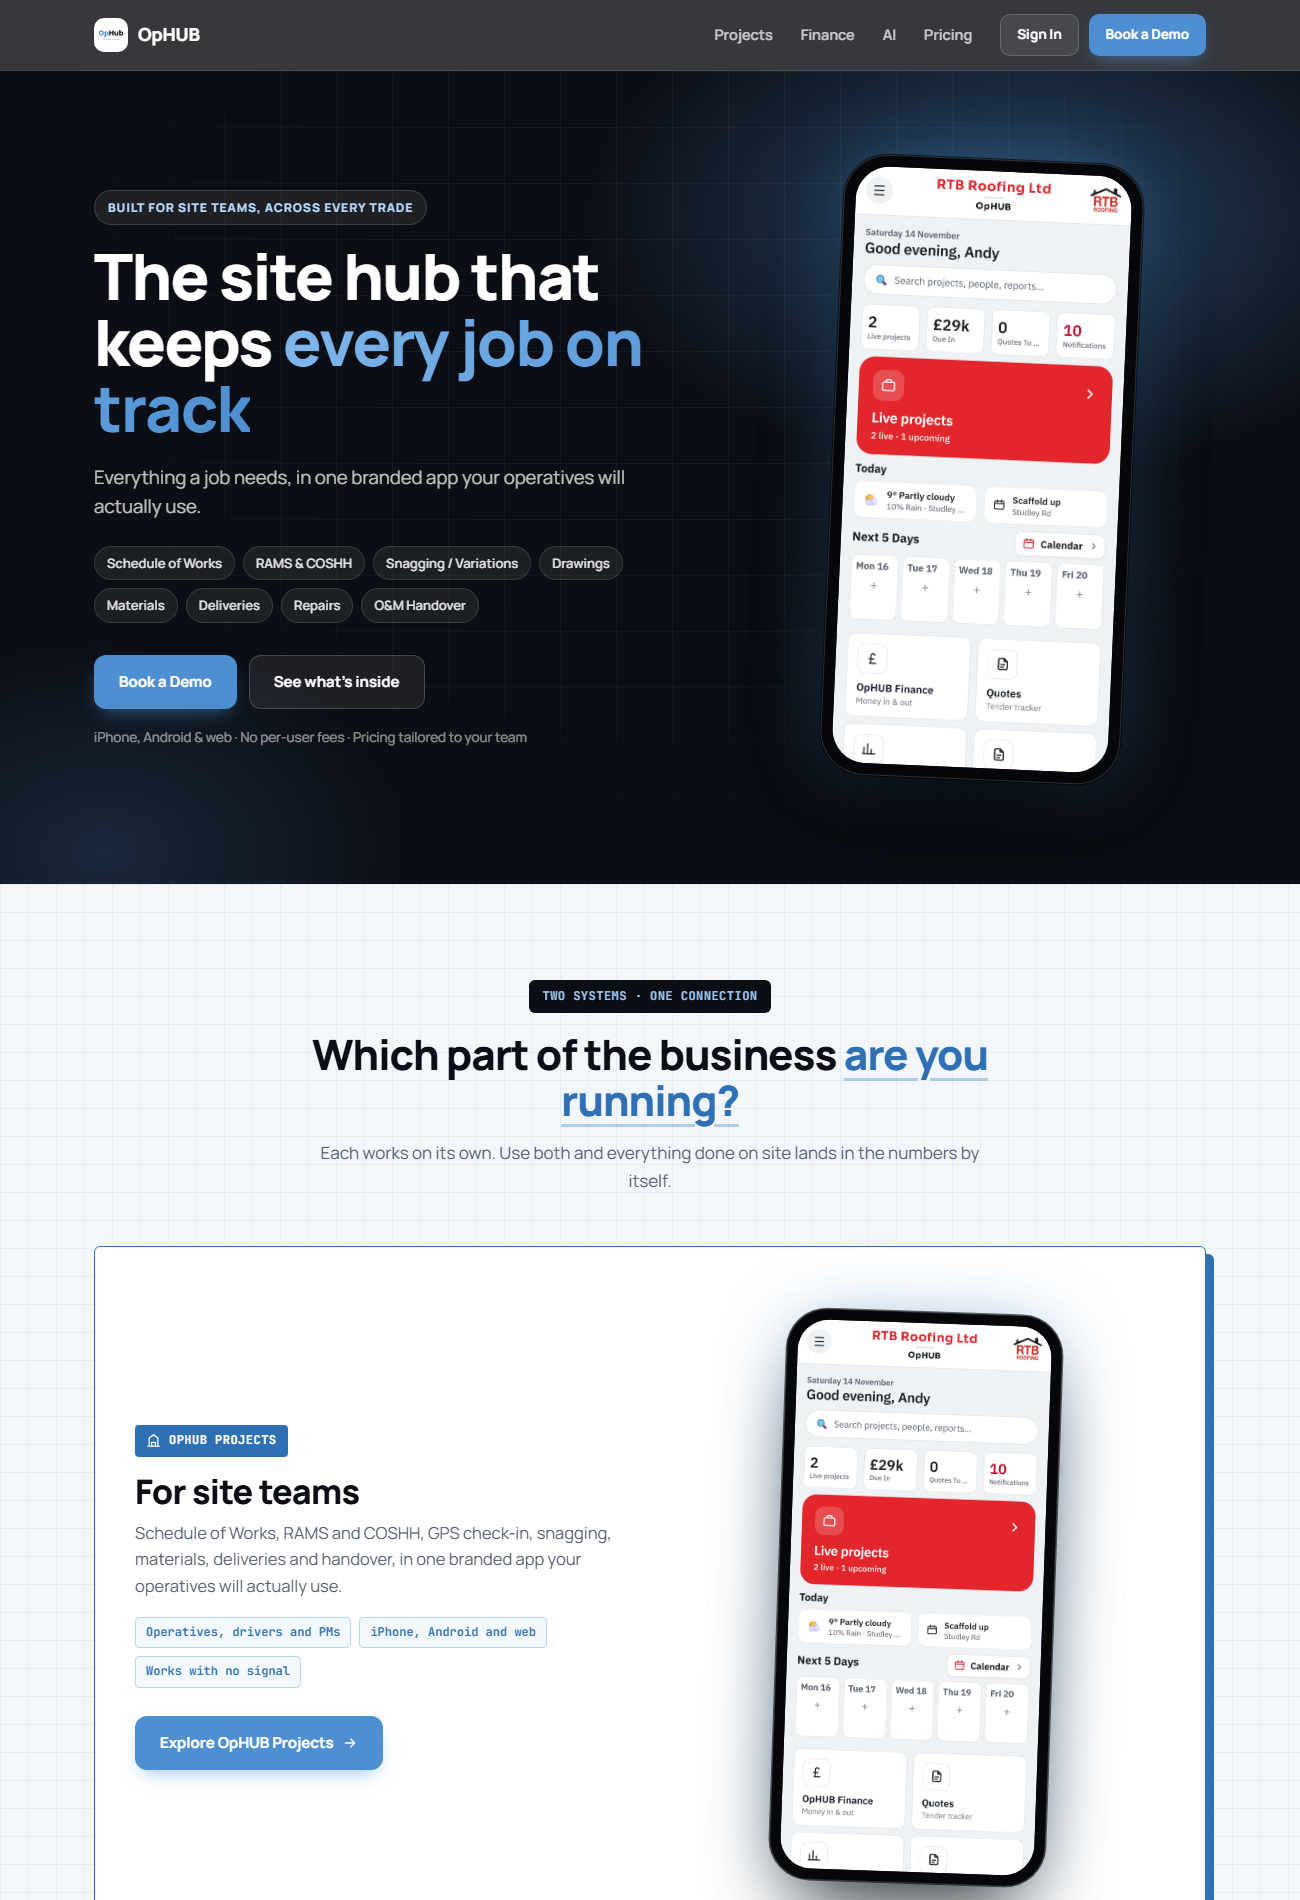 OpHub
OpHUB
Projects
Finance
AI
Pricing
Sign In
Book a Demo
BUILT FOR SITE TEAMS, ACROSS EVERY TRADE
The site hub that
keeps every job on
track
Everything a job needs, in one branded app your operatives will
actually use.
Schedule of Works
RAMS & COSHH
Snagging / Variations
Drawings
Materials
Deliveries
Repairs
O&M Handover
Book a Demo
See what's inside
iPhone, Android & web · No per-user fees · Pricing tailored to your team
RTB Roofing Ltd
OpHUB
RTB
ROOFING
Saturday 14 November
Good evening, Andy
Search projects, people, reports...
2
Live projects
£29k
Due In
0
Quotes To ...
10
Notifications
Live projects
2 live · 1 upcoming
Today
9° Partly cloudy
10% Rain · Studley ...
Scaffold up
Studley Rd
Next 5 Days
Calendar
Mon 16
+
Tue 17
+
Wed 18
+
Thu 19
+
Fri 20
+
£
OpHUB Finance
Money in & out
Quotes
Tender tracker
TWO SYSTEMS · ONE CONNECTION
Which part of the business are you
running?
Each works on its own. Use both and everything done on site lands in the numbers by
itself.
OPHUB PROJECTS
For site teams
Schedule of Works, RAMS and COSHH, GPS check-in, snagging,
materials, deliveries and handover, in one branded app your
operatives will actually use.
Operatives, drivers and PMs
iPhone, Android and web
Works with no signal
Explore OpHUB Projects →
RTB Roofing Ltd
OpHUB
RTB
ROOFING
Saturday 14 November
Good evening, Andy
Search projects, people, reports...
2
Live projects
£29k
Due In
0
Quotes To ...
10
Notifications
Live projects
2 live · 1 upcoming
Today
9° Partly cloudy
10% Rain · Studley ...
Scaffold up
Studley Rd
Next 5 Days
Calendar
Mon 16
+
Tue 17
+
Wed 18
+
Thu 19
+
Fri 20
+
£
OpHUB Finance
Money in & out
Quotes
Tender tracker